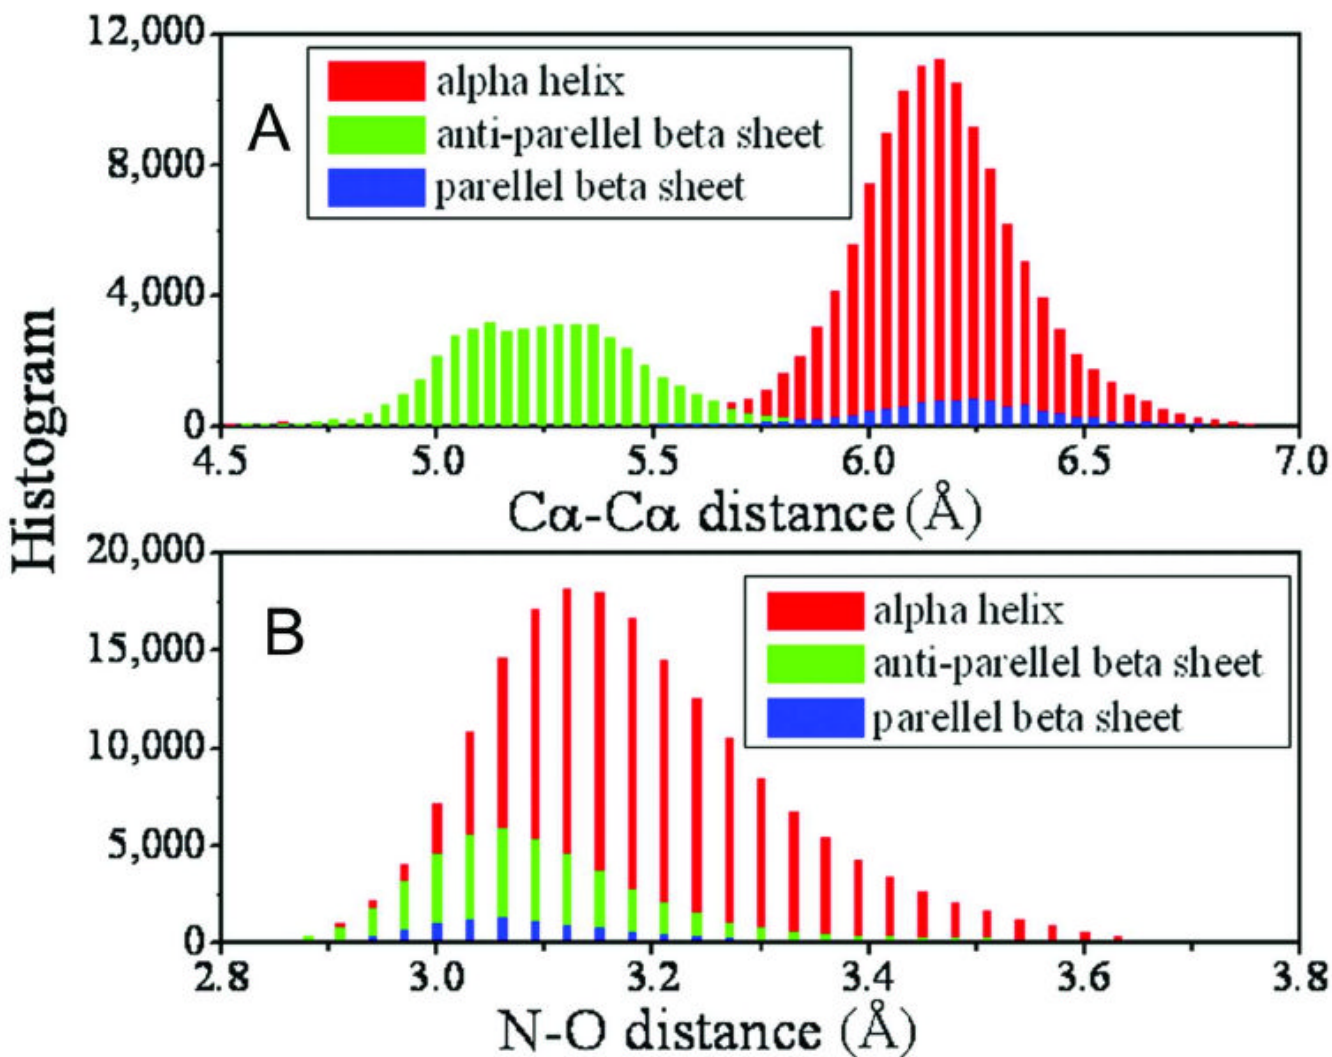 12,000
8,000
4,000
0
A
alpha helix
anti-parellel beta sheet
parellel beta sheet
4.5 5.0 5.5 6.0 6.5 7.0
Cα-Cα distance (Å)
Histogram
20,000
15,000
10,000
5,000
0
B
alpha helix
anti-parellel beta sheet
parellel beta sheet
2.8 3.0 3.2 3.4 3.6 3.8
N-O distance (Å)